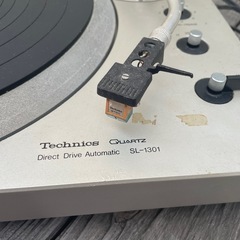 Technics QUARTZ
Direct Drive Automatic SL-1301